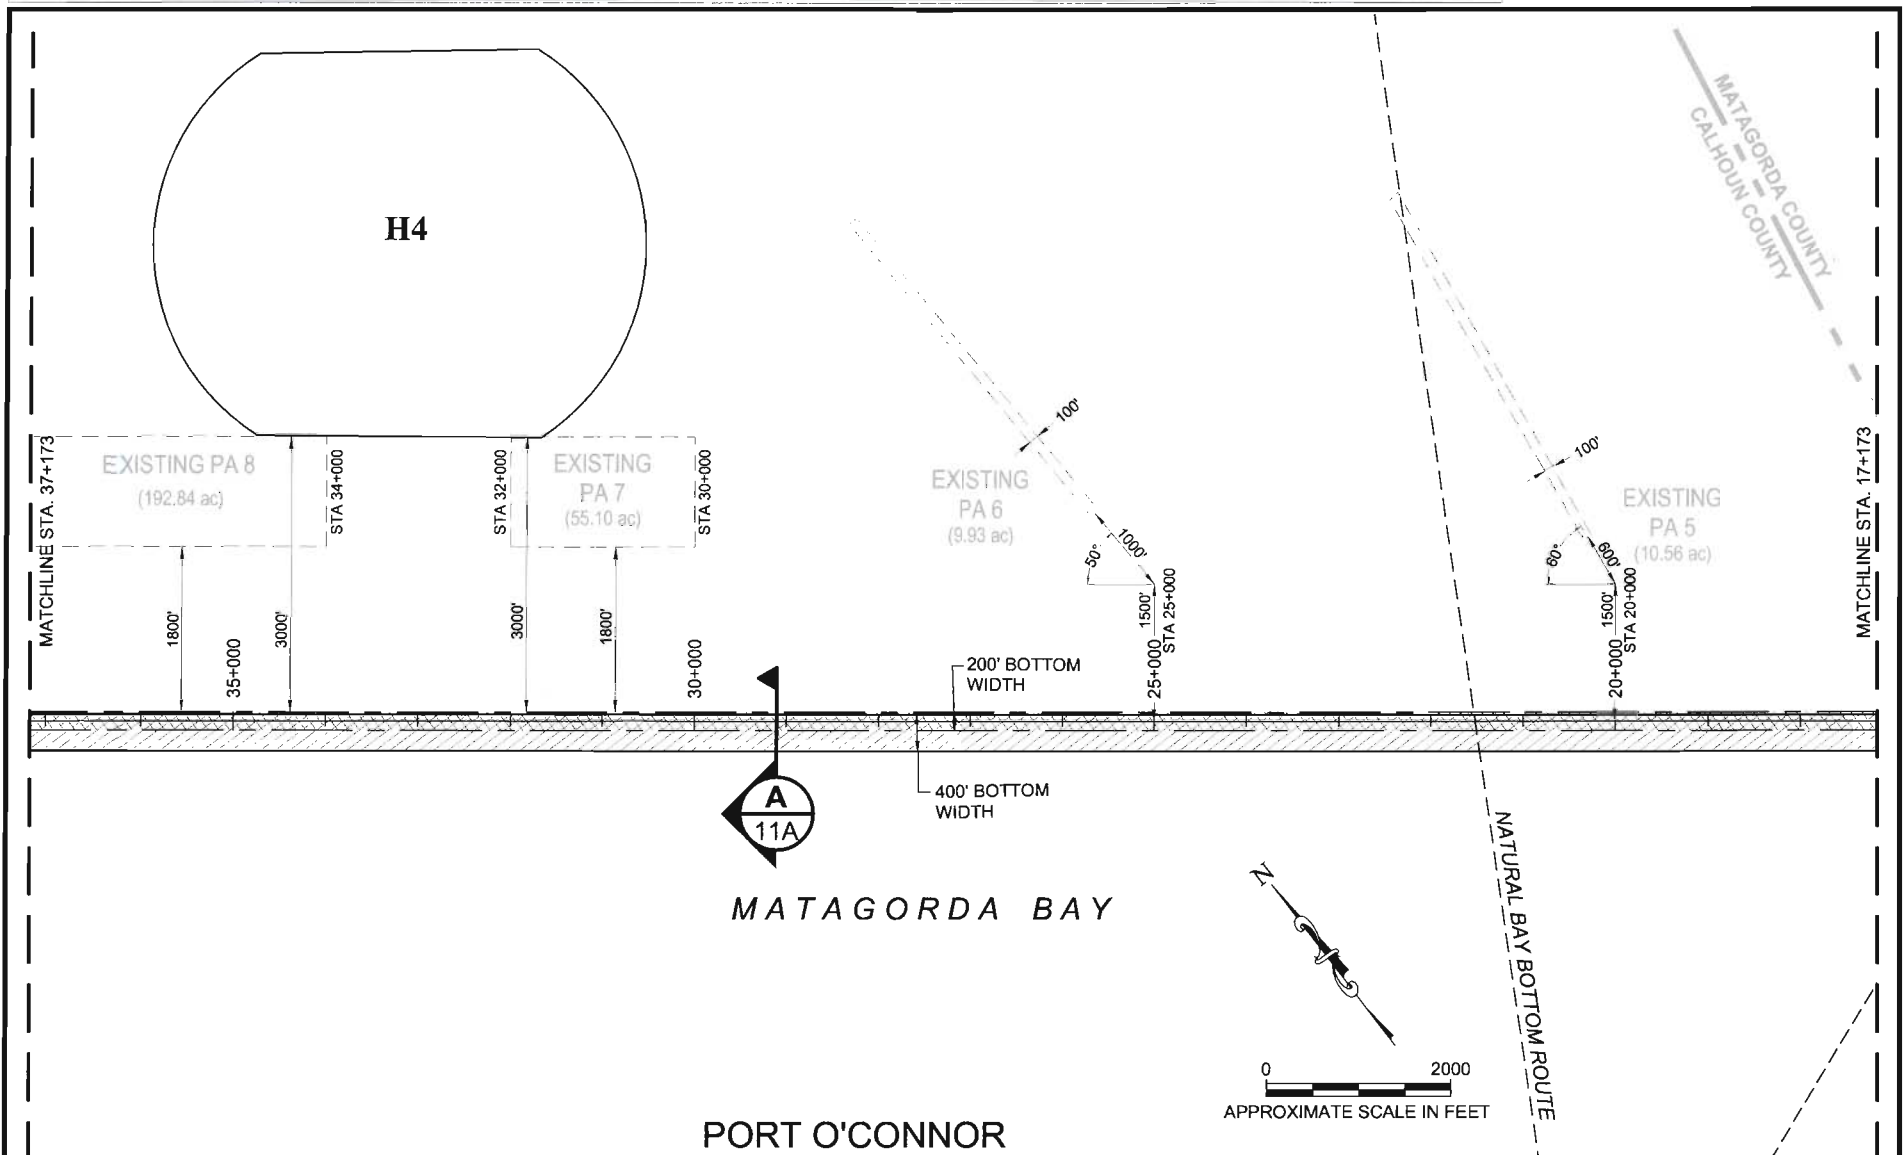 MATAGORDA COUNTY
CALHOUN COUNTY
H4
MATCHLINE STA. 37+173
EXISTING PA 8
(192.84 ac)
STA 34+000
STA 32+000
EXISTING
PA 7
(55.10 ac)
STA 30+000
100'
EXISTING
PA 6
(9.93 ac)
50°
1000'
1500'
STA 25+000
100'
EXISTING
PA 5
(10.56 ac)
60°
600'
1500'
STA 20+000
MATCHLINE STA. 17+173
1800'
35+000
3000'
3000'
1800'
30+000
25+000
20+000
200' BOTTOM
WIDTH
A
11A
400' BOTTOM
WIDTH
MATAGORDA BAY
N
NATURAL BAY BOTTOM ROUTE
0 2000
APPROXIMATE SCALE IN FEET
PORT O'CONNOR